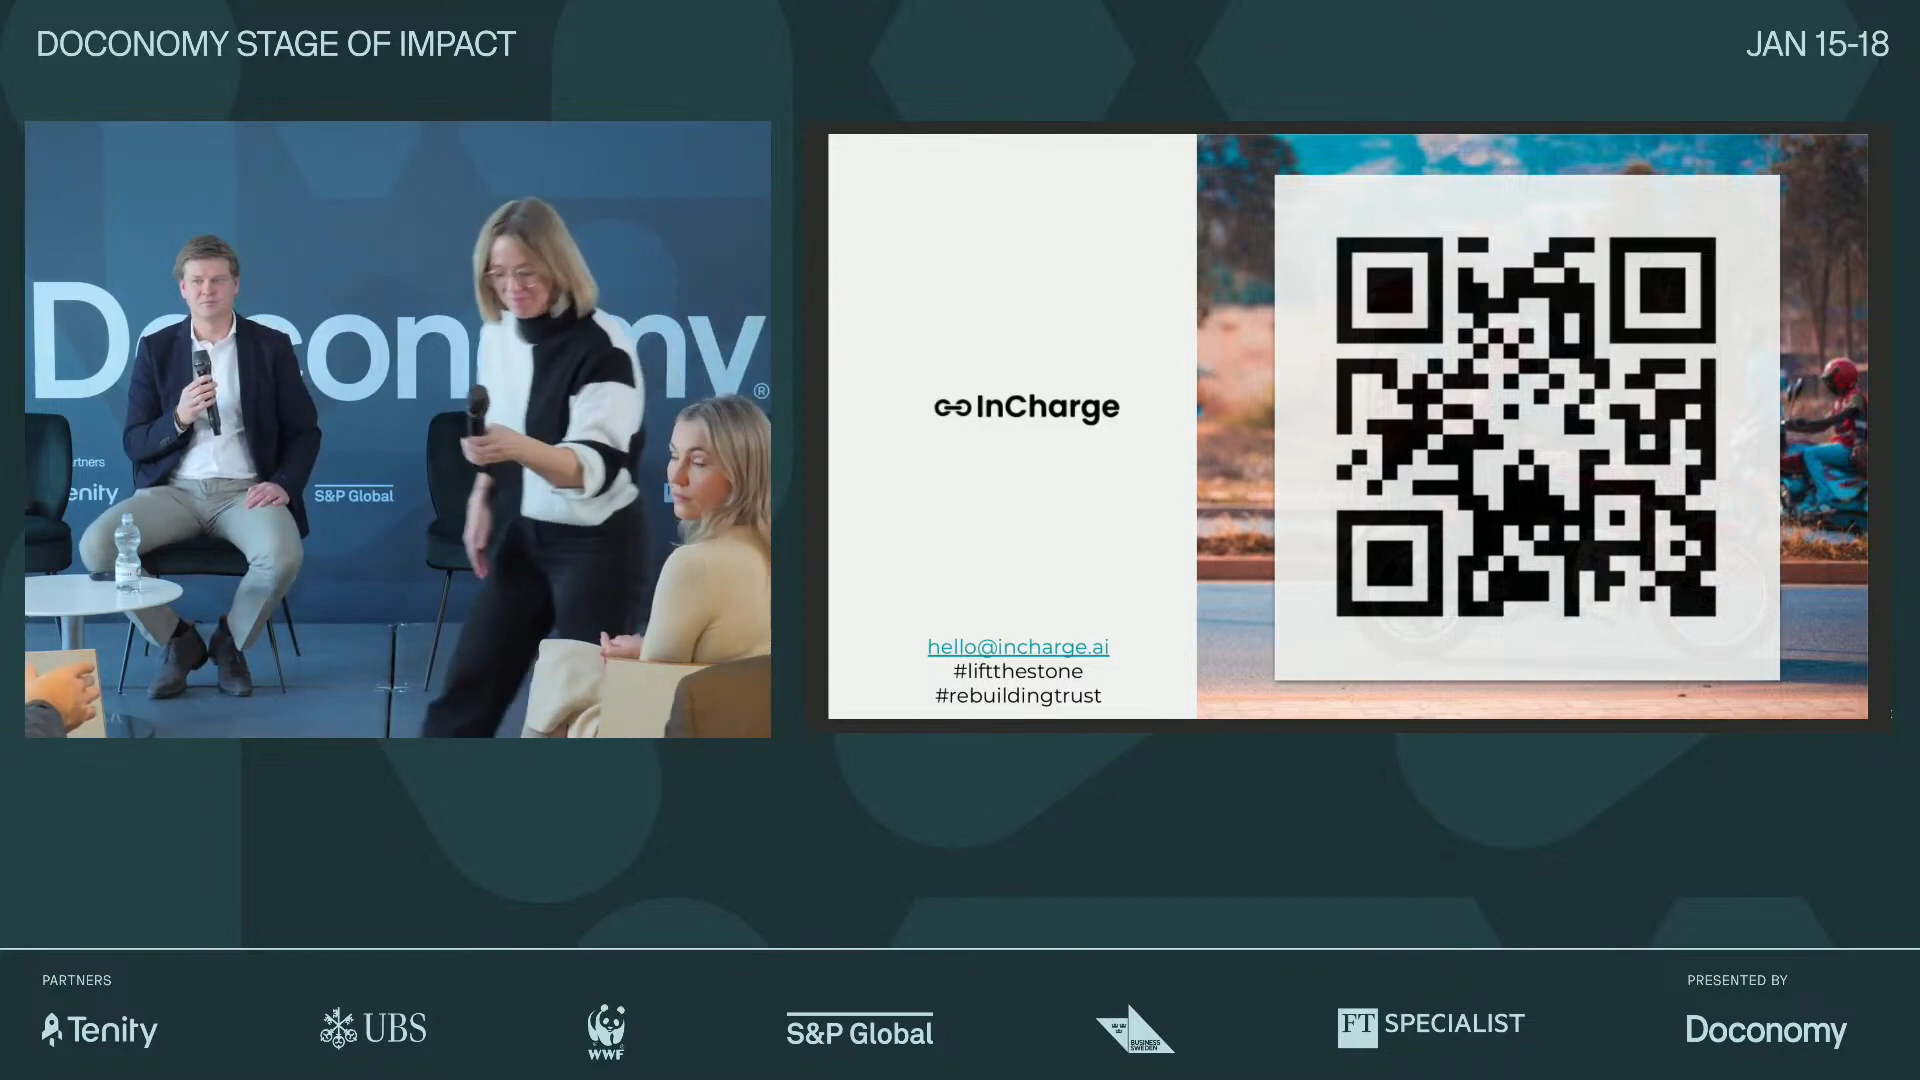 DOCONOMY STAGE OF IMPACT
JAN 15-18
Doconomy®
rtners
enity
S&P Global
InCharge
hello@incharge.ai
#liftthestone
#rebuildingtrust
PARTNERS
Tenity
UBS
WWF
S&P Global
BUSINESS
SWEDEN
FT SPECIALIST
PRESENTED BY
Doconomy